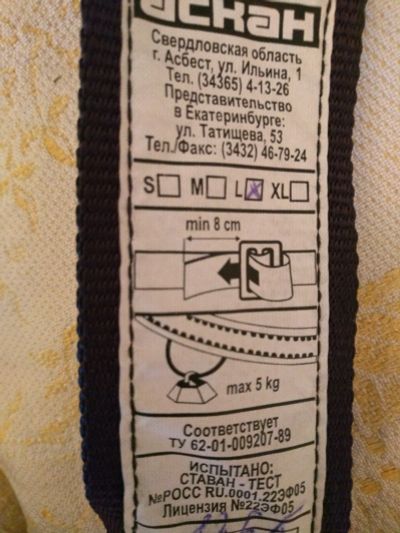 аскан
Свердловская область
г. Асбест, ул. Ильина, 1
Тел. (34365) 4-13-26
Представительство
в Екатеринбурге:
ул. Татищева, 53
Тел./Факс: (3432) 46-79-24
S M L XL
min 8 cm
max 5 kg
Соответствует
ТУ 62-01-009207-89
ИСПЫТАНО:
СТАВАН - ТЕСТ
№РОСС RU.0001.22ЭФ05
Лицензия №22ЭФ05